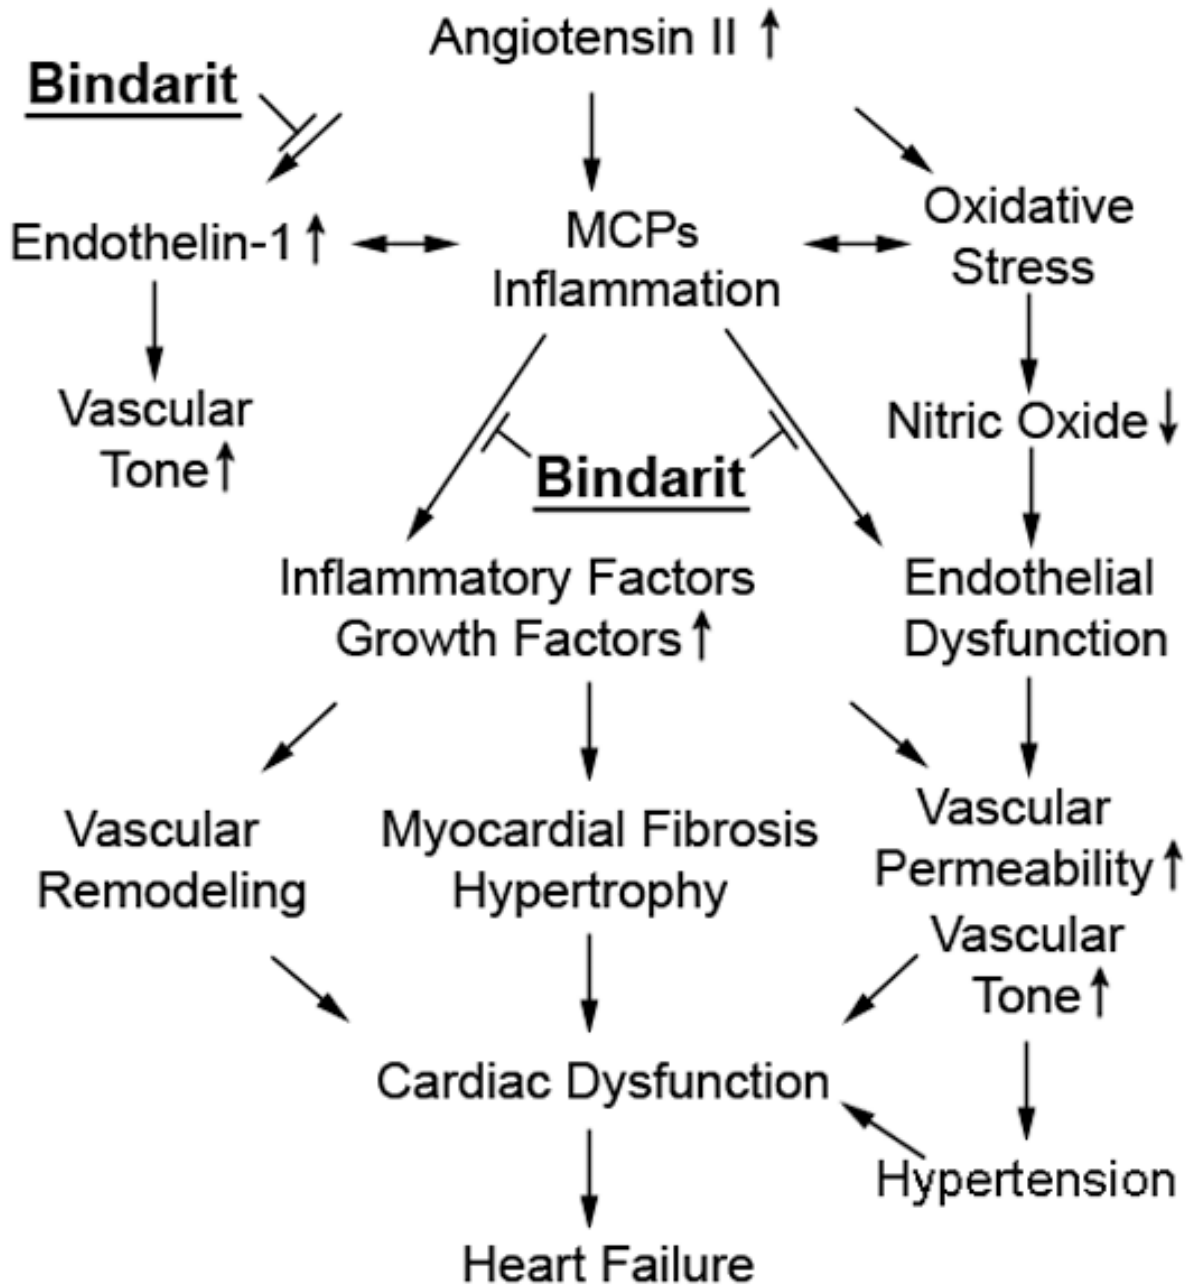 Angiotensin II ↑
Bindarit
Endothelin-1 ↑
MCPs
Inflammation
Oxidative
Stress
Vascular
Tone ↑
Nitric Oxide ↓
Bindarit
Inflammatory Factors
Growth Factors ↑
Endothelial
Dysfunction
Vascular
Remodeling
Myocardial Fibrosis
Hypertrophy
Vascular
Permeability ↑
Vascular
Tone ↑
Cardiac Dysfunction
Hypertension
Heart Failure